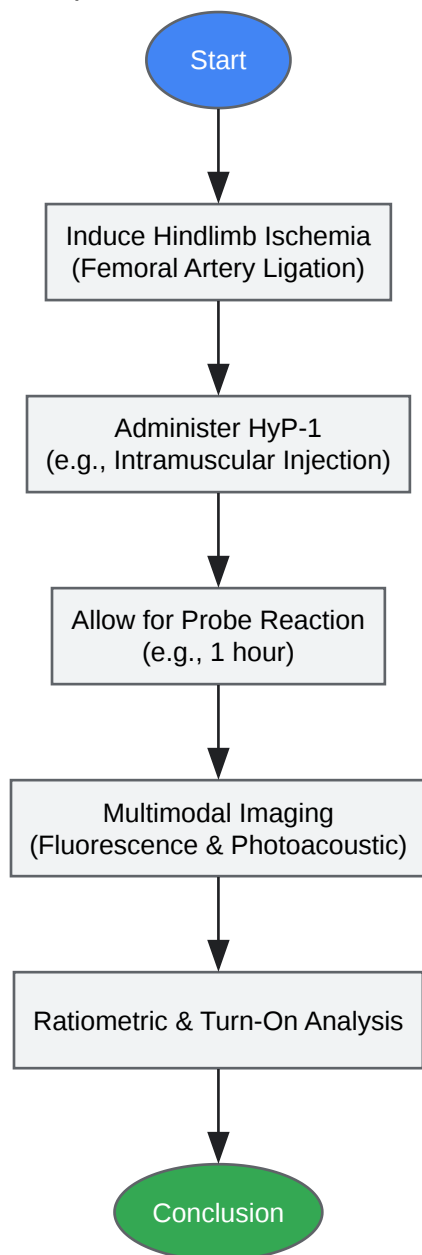 Start
Induce Hindlimb Ischemia
(Femoral Artery Ligation)
Administer HyP-1
(e.g., Intramuscular Injection)
Allow for Probe Reaction
(e.g., 1 hour)
Multimodal Imaging
(Fluorescence & Photoacoustic)
Ratiometric & Turn-On Analysis
Conclusion